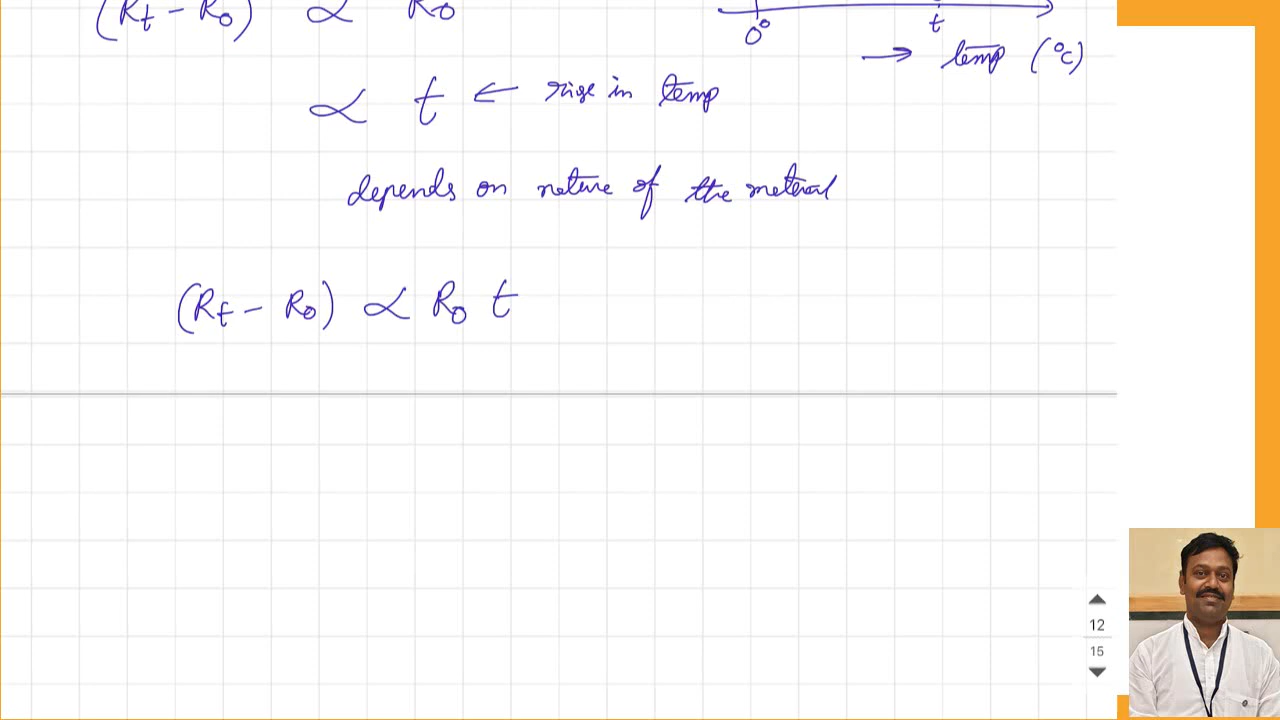 (Rt - R0) ∝ R0
0°
t
→ temp (°C)
∝ t ← rise in temp
depends on nature of the material
(Rt - R0) ∝ R0 t
12
15